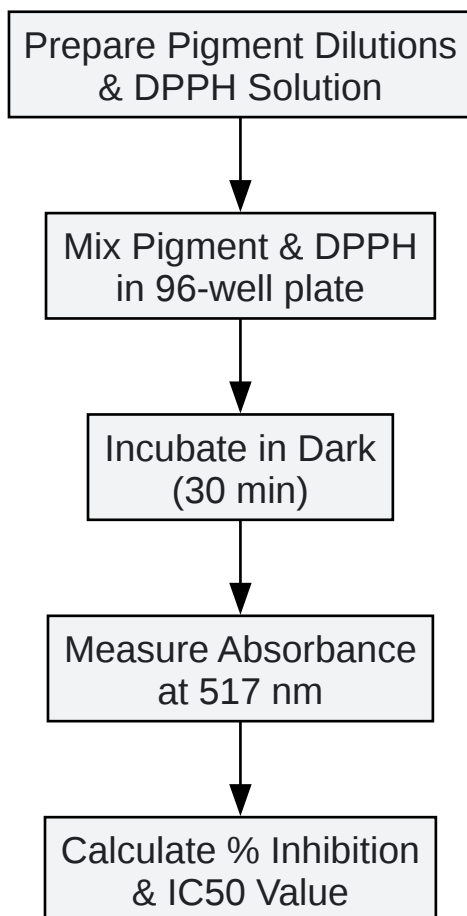 Prepare Pigment Dilutions
& DPPH Solution
Mix Pigment & DPPH
in 96-well plate
Incubate in Dark
(30 min)
Measure Absorbance
at 517 nm
Calculate % Inhibition
& IC50 Value